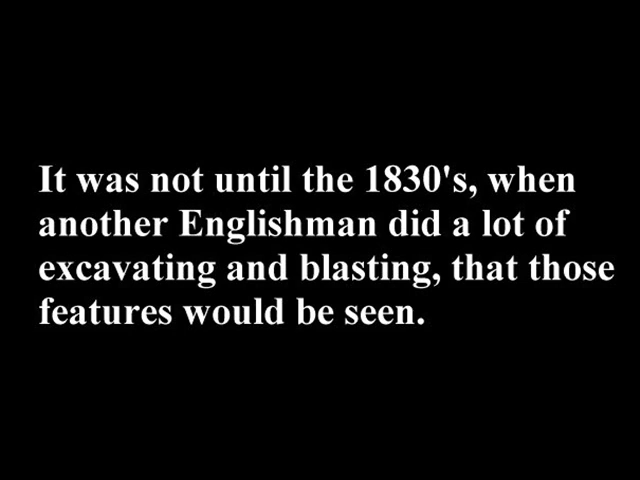 It was not until the 1830's, when
another Englishman did a lot of
excavating and blasting, that those
features would be seen.